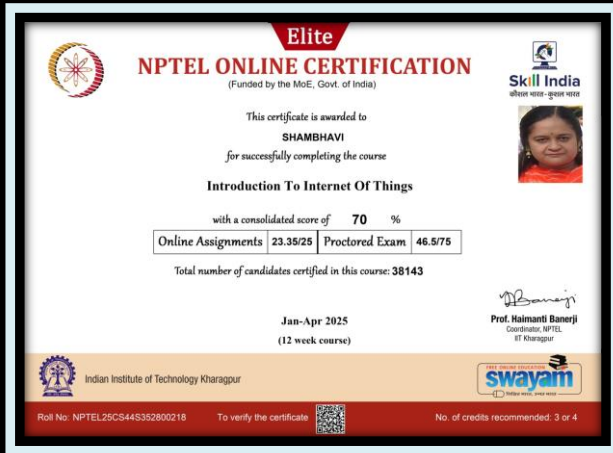 Elite
NPTEL ONLINE CERTIFICATION
(Funded by the MoE, Govt. of India)
Skill India
कौशल भारत-कुशल भारत
This certificate is awarded to
SHAMBHAVI
for successfully completing the course
Introduction To Internet Of Things
with a consolidated score of 70 %
Online Assignments 23.35/25 Proctored Exam 46.5/75
Total number of candidates certified in this course: 38143
Jan-Apr 2025
(12 week course)
Prof. Haimanti Banerji
Coordinator, NPTEL
IIT Kharagpur
Indian Institute of Technology Kharagpur
FREE ONLINE EDUCATION
swayam
शिक्षित भारत, उन्नत भारत
Roll No: NPTEL25CS44S352800218 To verify the certificate No. of credits recommended: 3 or 4